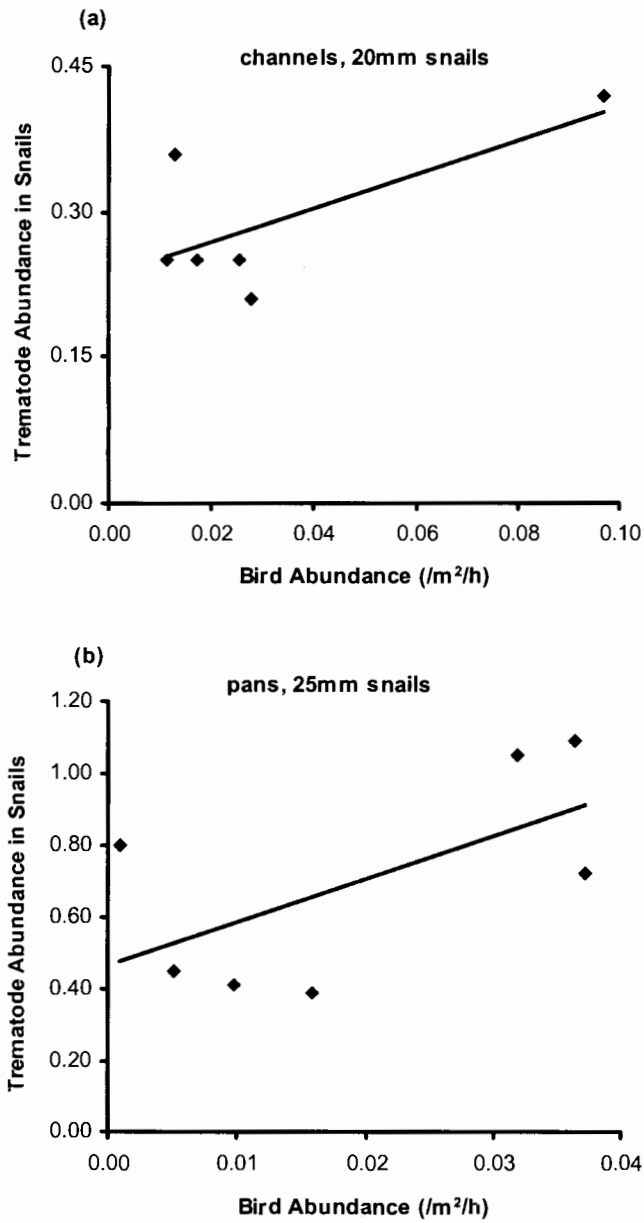 (a)
channels, 20mm snails
0.45
0.30
0.15
0.00
Trematode Abundance in Snails
0.00 0.02 0.04 0.06 0.08 0.10
Bird Abundance (/m²/h)
(b)
pans, 25mm snails
1.20
1.00
0.80
0.60
0.40
0.20
0.00
Trematode Abundance in Snails
0.00 0.01 0.02 0.03 0.04
Bird Abundance (/m²/h)